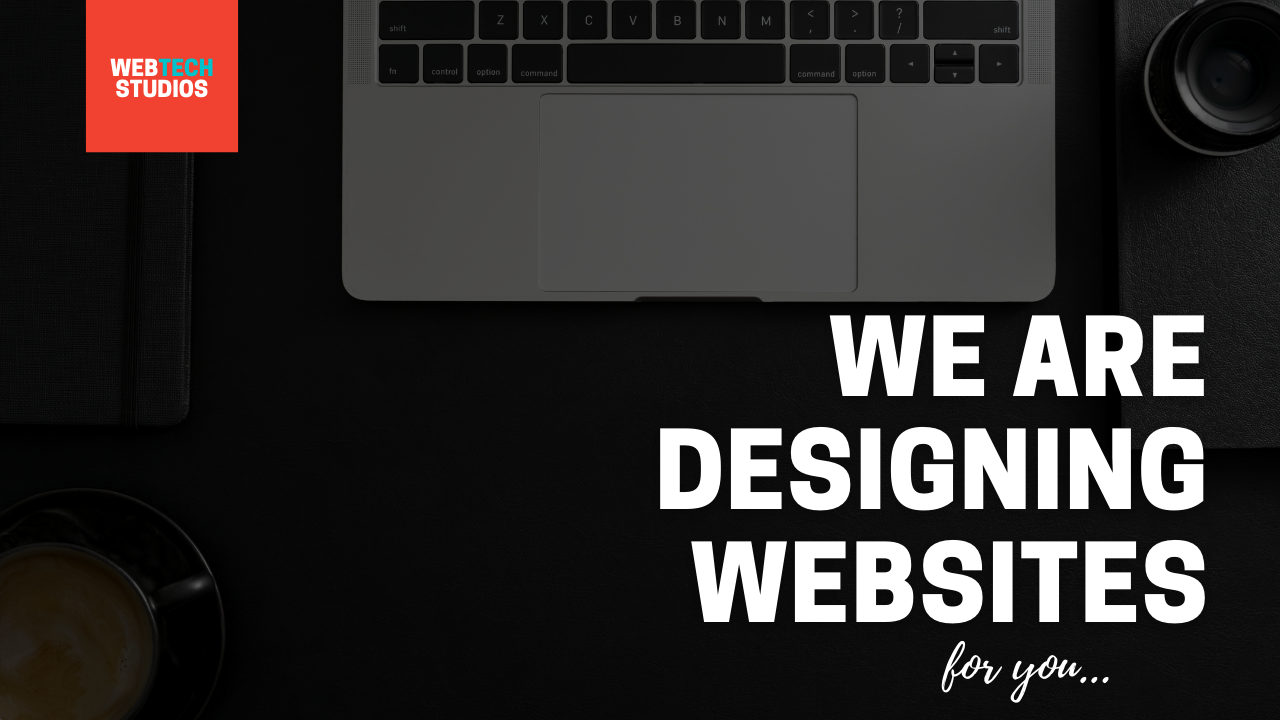 WEBTECH
STUDIOS
shift Z X C V B N M < , > . ? / shift
fn control option command command option
WE ARE
DESIGNING
WEBSITES
for you...